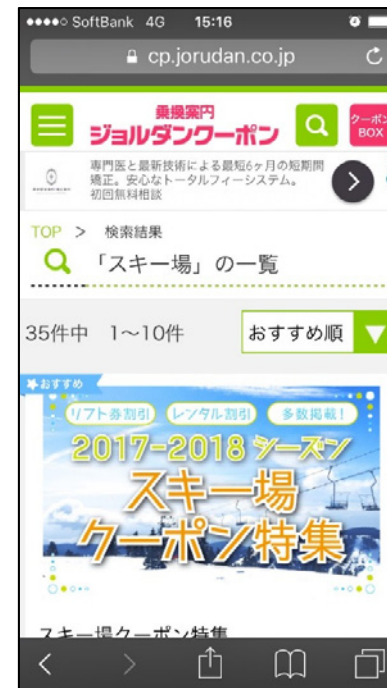 ●●●●○ SoftBank 4G 15:16
cp.jorudan.co.jp
乗換案内
ジョルダンクーポン
クーポン
BOX
専門医と最新技術による最短6ヶ月の短期間
矯正。安心なトータルフィーシステム。
初回無料相談
TOP > 検索結果
「スキー場」の一覧
35件中 1〜10件
おすすめ順
おすすめ
リフト券割引
レンタル割引
多数掲載!
2017-2018 シーズン
スキー場
クーポン特集
スキー場クーポン特集